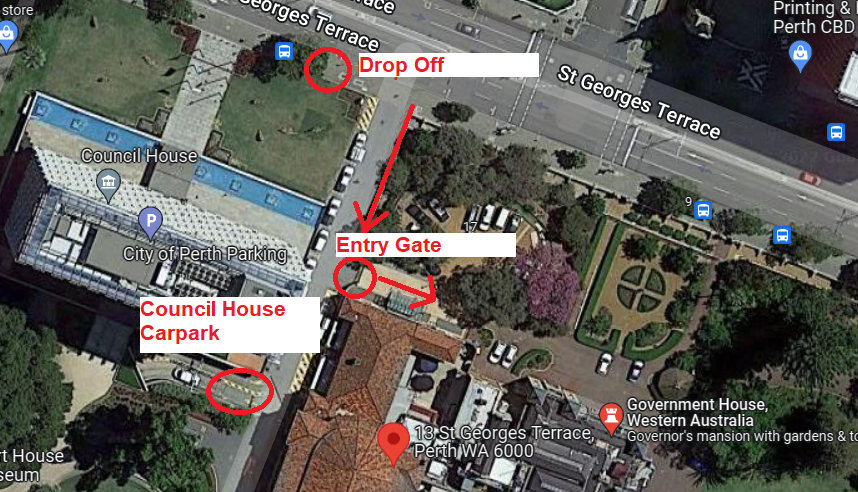 store
Georges Terrace
St Georges Terrace
Printing &
Perth CBD
Drop Off
St Georges Terrace
Council House
P
City of Perth Parking
9
17
Entry Gate
Council House
Carpark
Government House,
Western Australia
Governor's mansion with gardens & to
13 St Georges Terrace,
Perth WA 6000
rt House
seum